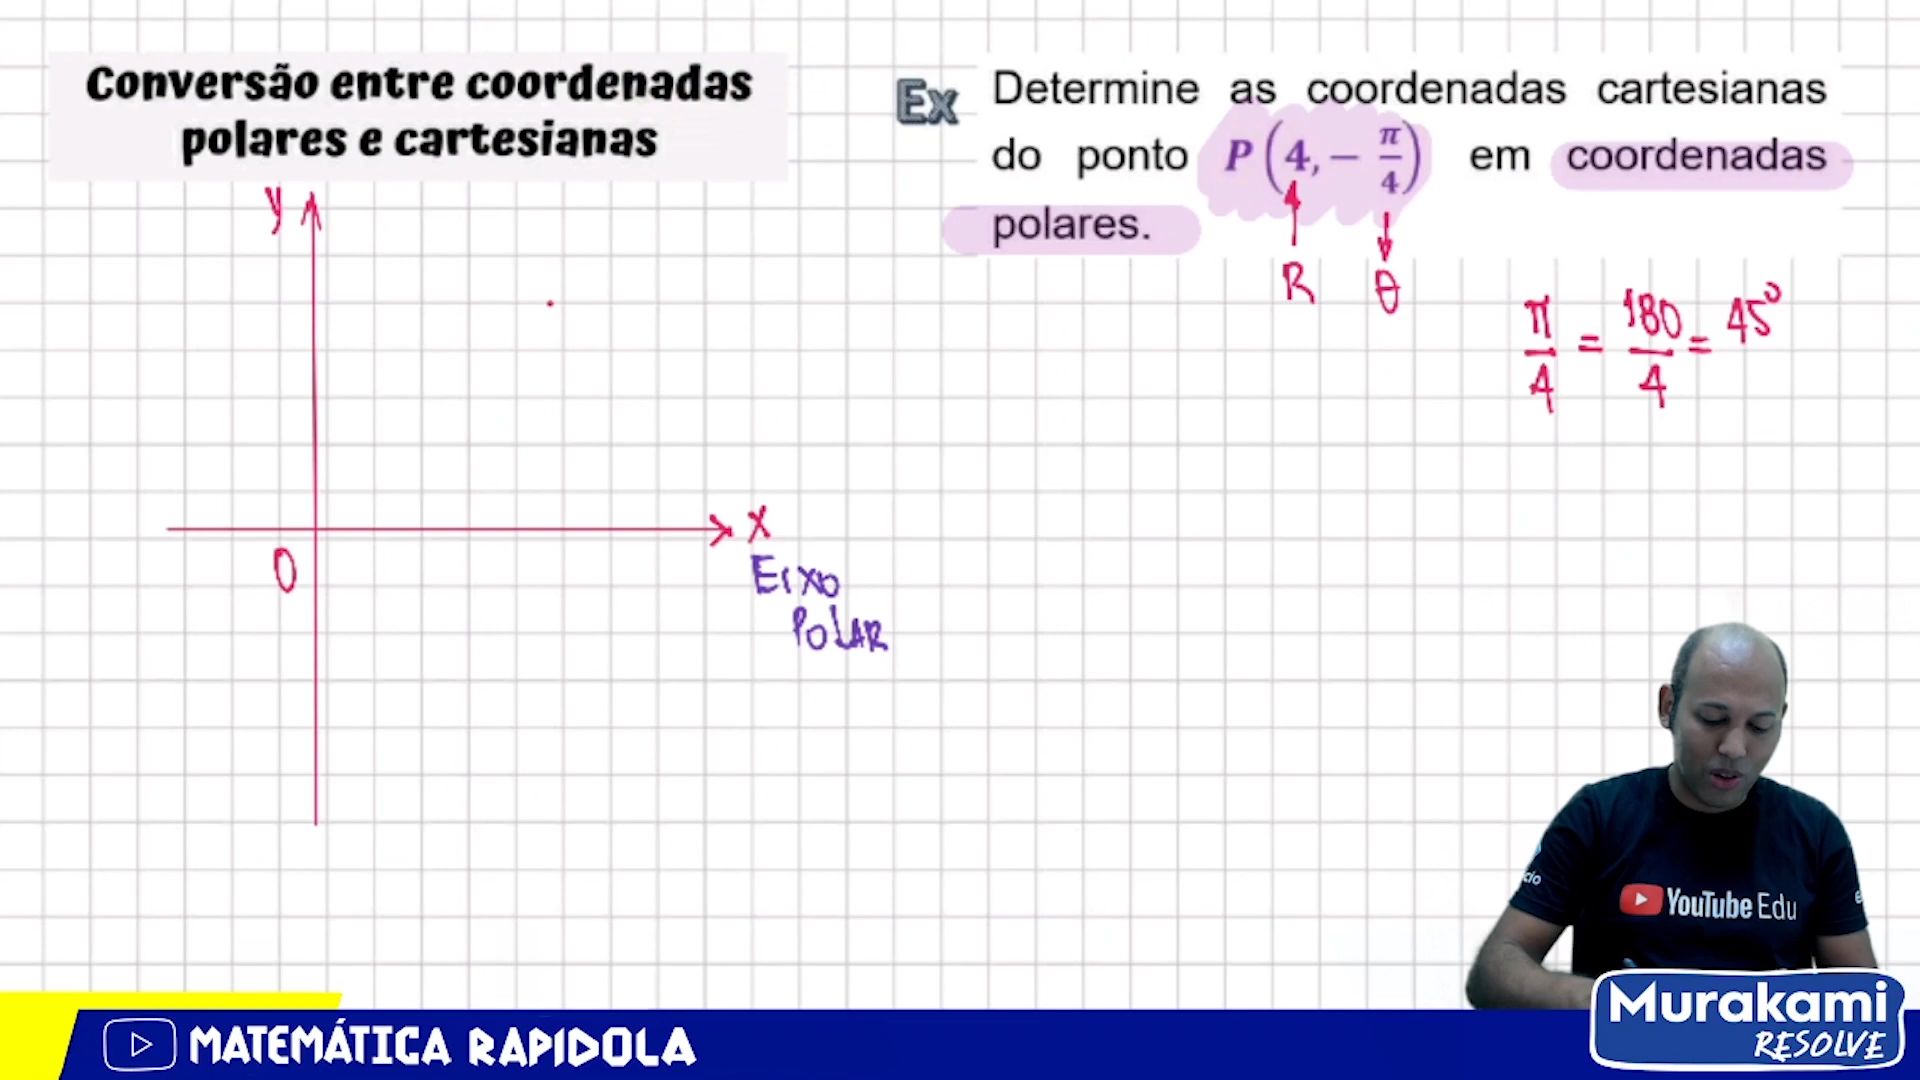 Conversão entre coordenadas
polares e cartesianas
Ex Determine as coordenadas cartesianas
do ponto P(4, − π/4) em coordenadas
polares.
R θ
π/4 = 180/4 = 45°
y
x
0
EIXO
POLAR
YouTube Edu
MATEMÁTICA RAPIDOLA
Murakami
RESOLVE